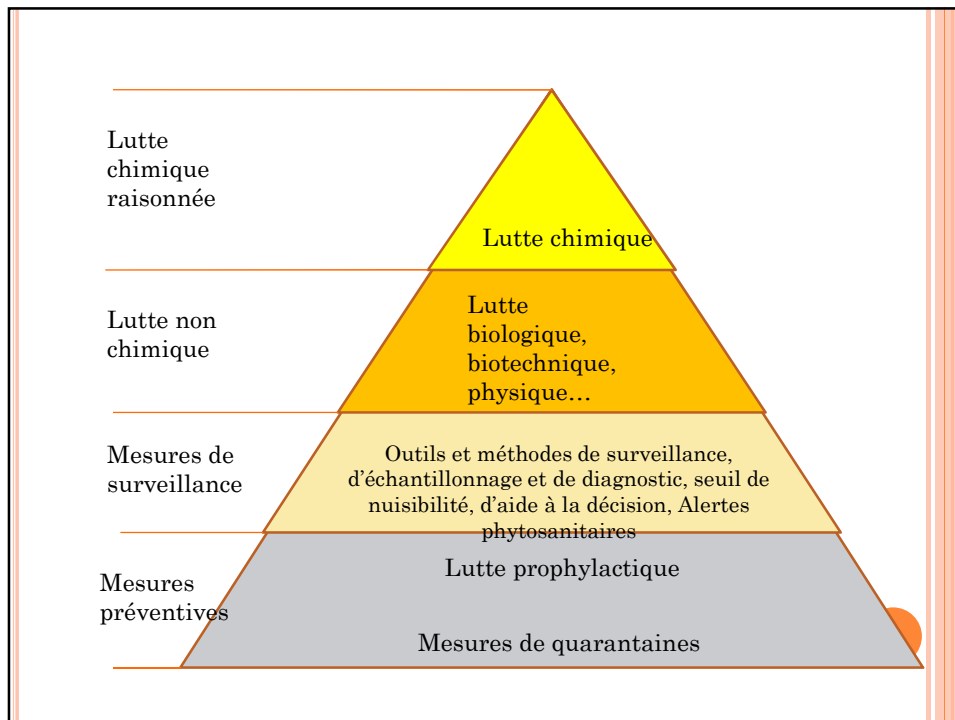 Lutte
chimique
raisonnée
Lutte chimique
Lutte non
chimique
Lutte
biologique,
biotechnique,
physique…
Mesures de
surveillance
Outils et méthodes de surveillance,
d'échantillonnage et de diagnostic, seuil de
nuisibilité, d'aide à la décision, Alertes
phytosanitaires
Mesures
préventives
Lutte prophylactique
Mesures de quarantaines